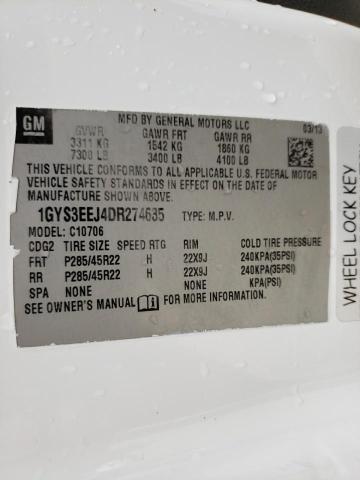 GM
MFD BY GENERAL MOTORS LLC
03/13
GVWR GAWR FRT GAWR RR
3311 KG 1542 KG 1860 KG
7300 LB 3400 LB 4100 LB
THIS VEHICLE CONFORMS TO ALL APPLICABLE U.S. FEDERAL MOTOR
VEHICLE SAFETY STANDARDS IN EFFECT ON THE DATE OF
MANUFACTURE SHOWN ABOVE.
1GYS3EEJ4DR274635 TYPE: M.P.V.
MODEL: C10706
CDG2 TIRE SIZE SPEED RTG RIM COLD TIRE PRESSURE
FRT P285/45R22 H 22X9J 240KPA(35PSI)
RR P285/45R22 H 22X9J 240KPA(35PSI)
SPA NONE NONE KPA(PSI)
SEE OWNER'S MANUAL FOR MORE INFORMATION
WHEEL LOCK KEY